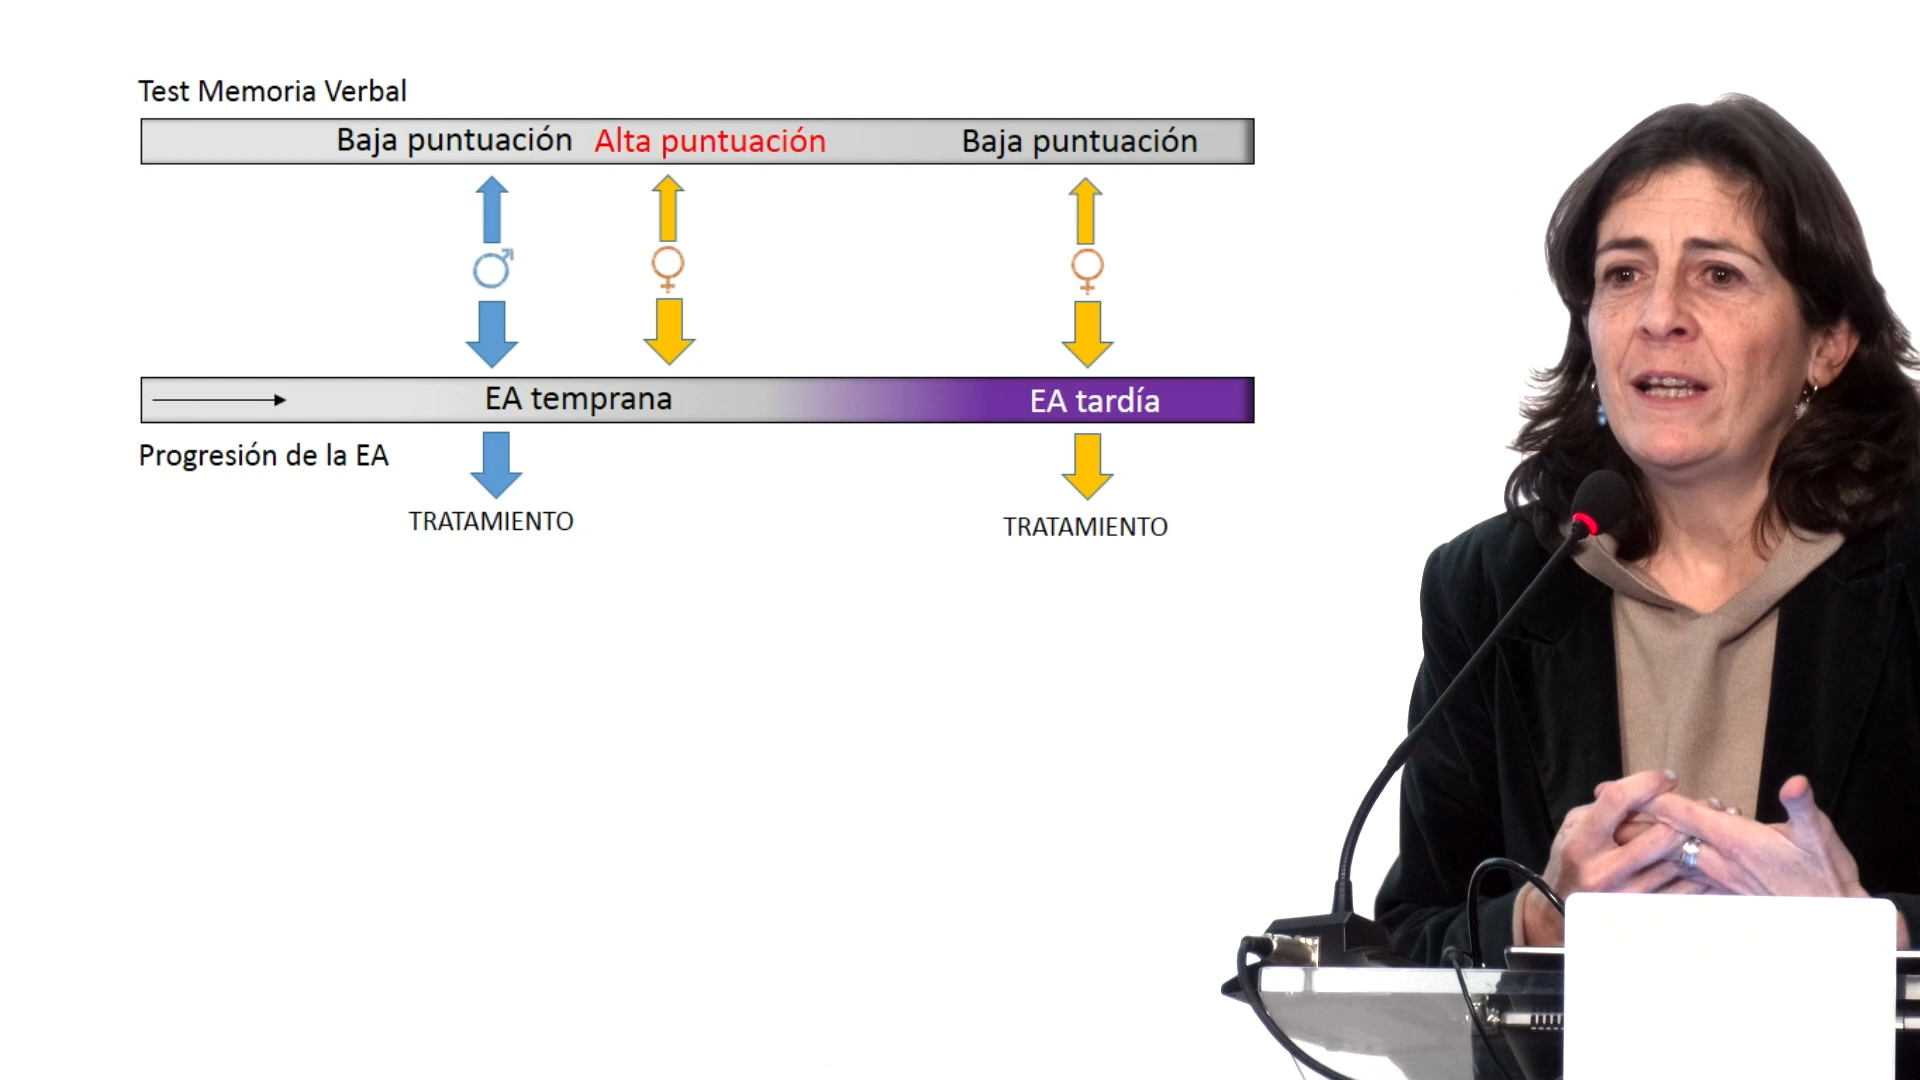 Test Memoria Verbal
Baja puntuación Alta puntuación Baja puntuación
EA temprana EA tardía
Progresión de la EA
TRATAMIENTO TRATAMIENTO